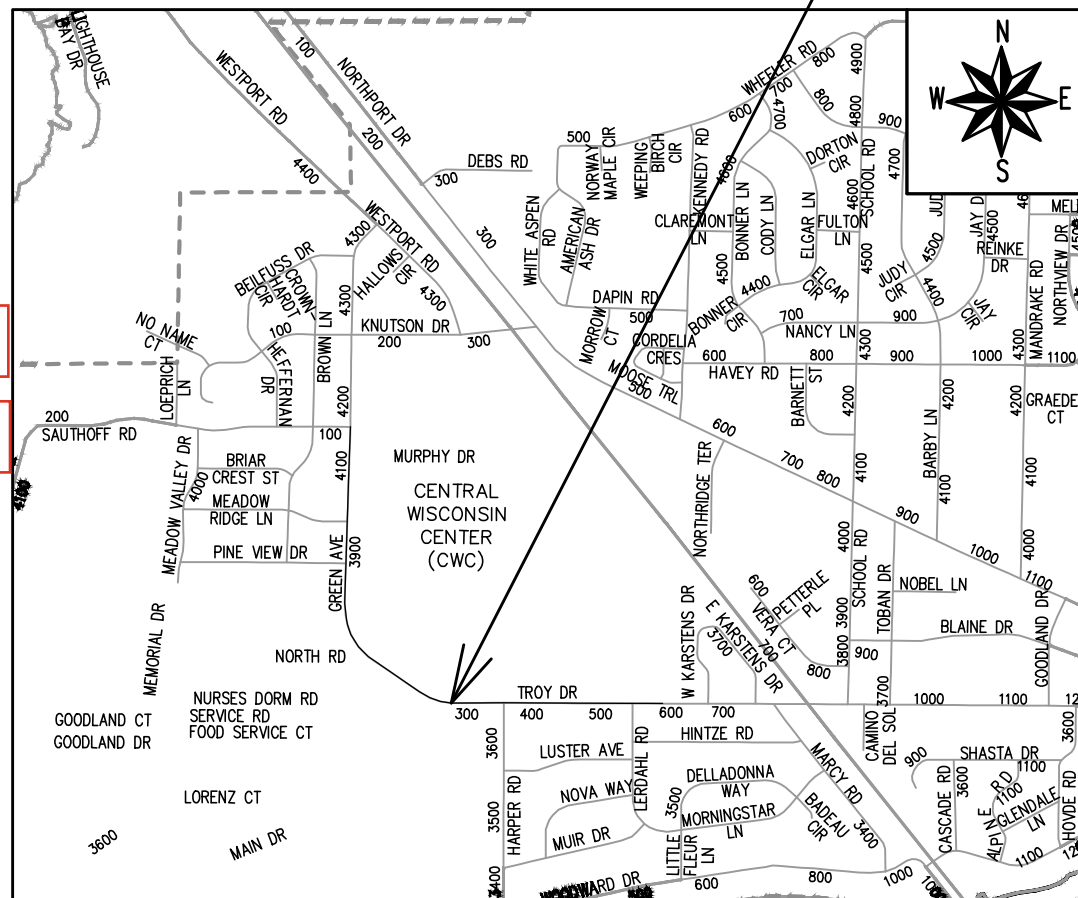 LIGHTHOUSE
BAY DR
100
WESTPORT RD
NORTHPORT DR
200
4400
DEBS RD
300
300
WHEELER RD
800
700
600
4700
800
4900
4800
900
N
W
E
S
500
NORWAY
MAPLE CIR
WEEPING
BIRCH
CIR
KENNEDY RD
4600
DORTON
CIR
SCHOOL RD
4700
4600
WHITE ASPEN
RD
AMERICAN
ASH DR
CLAREMONT
LN
BONNER LN
CODY LN
ELGAR LN
FULTON
LN
4500
4500
JUD
JAY D
4500
46
MEL
REINKE
DR
NORTHVIEW DR
450
MANDRAKE RD
WESTPORT RD
4300
BEILFUSS DR
CROWN
HARDT
CIR
HALLOWS
CIR
4300
4300
BROWN LN
KNUTSON DR
100
200
300
NO NAME
CT
LOEPRICH
LN
HEFFERNAN
DR
4200
DAPIN RD
500
MORROW
CT
CORDELIA
CRES
MOOSE TRL
500
BONNER
CIR
4400
ELGAR
CIR
JUDY
CIR
4500
4400
JAY
CIR
700
NANCY LN
900
4300
4300
600
800
900
1000
1100
HAVEY RD
BARNETT
ST
4200
BARBY LN
4200
4200
GRAEDE
CT
200
SAUTHOFF RD
100
MURPHY DR
4100
600
700
800
4100
4100
4100
4100
MEADOW VALLEY DR
4000
BRIAR
CREST ST
MEADOW
RIDGE LN
PINE VIEW DR
GREEN AVE
3900
CENTRAL
WISCONSIN
CENTER
(CWC)
NORTHRIDGE TER
900
1000
1100
4000
4000
SCHOOL RD
TOBAN DR
NOBEL LN
BLAINE DR
GOODLAND DR
600
PETTERLE
PL
VERA CT
700
800
3900
3800
900
3700
W KARSTENS DR
E KARSTENS DR
3700
MEMORIAL DR
NORTH RD
NURSES DORM RD
SERVICE RD
FOOD SERVICE CT
GOODLAND CT
GOODLAND DR
LORENZ CT
3600
MAIN DR
TROY DR
300
400
500
600
700
1000
1100
12
3600
LUSTER AVE
LERDAHL RD
HINTZE RD
CAMINO
DEL SOL
MARCY RD
900
SHASTA DR
1100
3600
HARPER RD
3500
NOVA WAY
MUIR DR
3500
DELLADONNA
WAY
MORNINGSTAR
LN
BADEAU
CIR
3400
LITTLE
FLEUR
LN
CASCADE RD
3600
ALPINE RD
1100
GLENDALE
LN
HOVDE RD
1100
12
3400
WOODWARD DR
600
800
1000